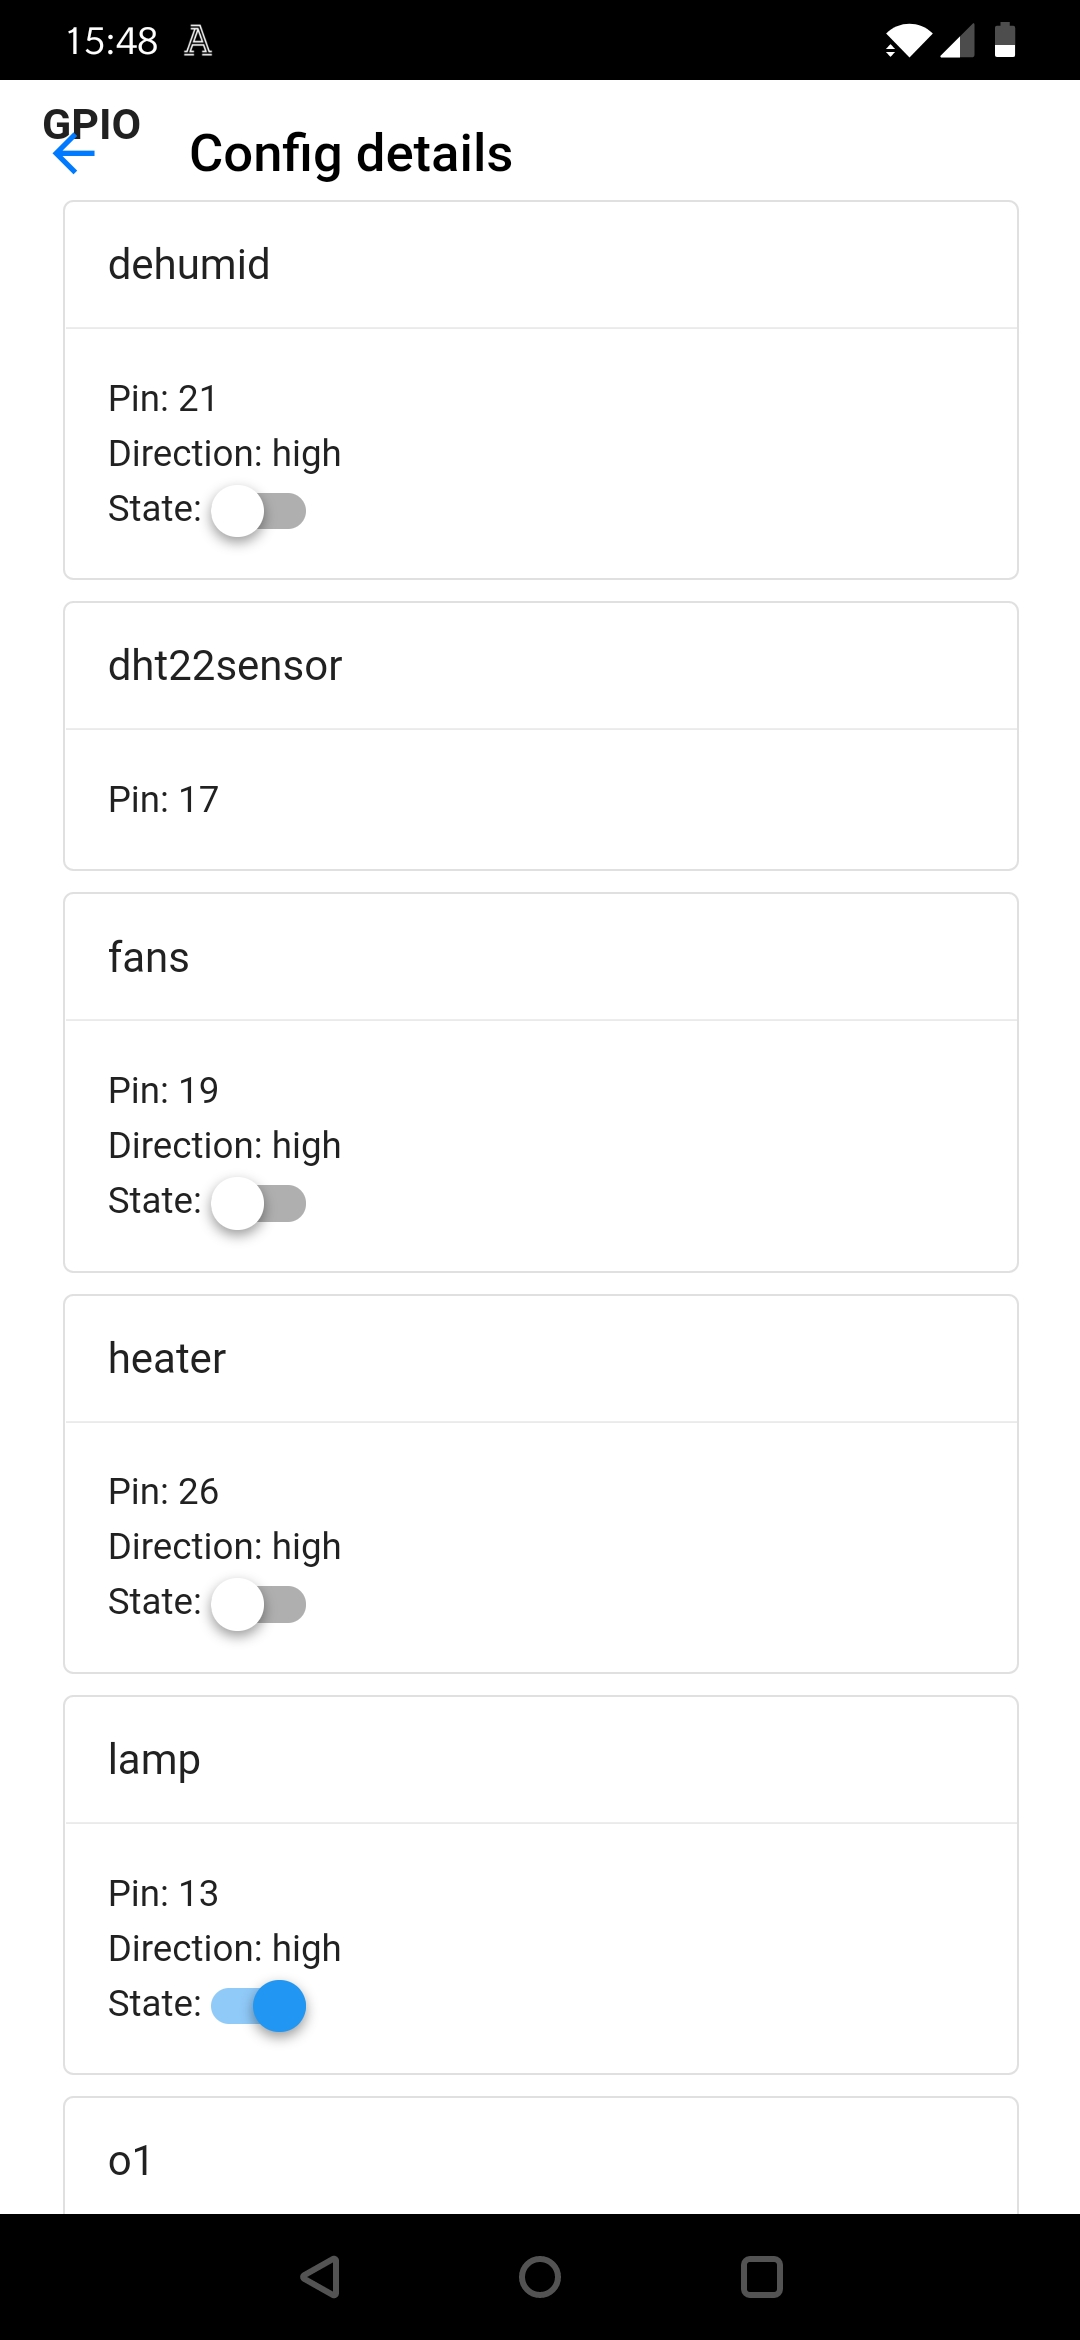 15:48 A
GPIO
Config details
dehumid
Pin: 21
Direction: high
State:
dht22sensor
Pin: 17
fans
Pin: 19
Direction: high
State:
heater
Pin: 26
Direction: high
State:
lamp
Pin: 13
Direction: high
State:
o1